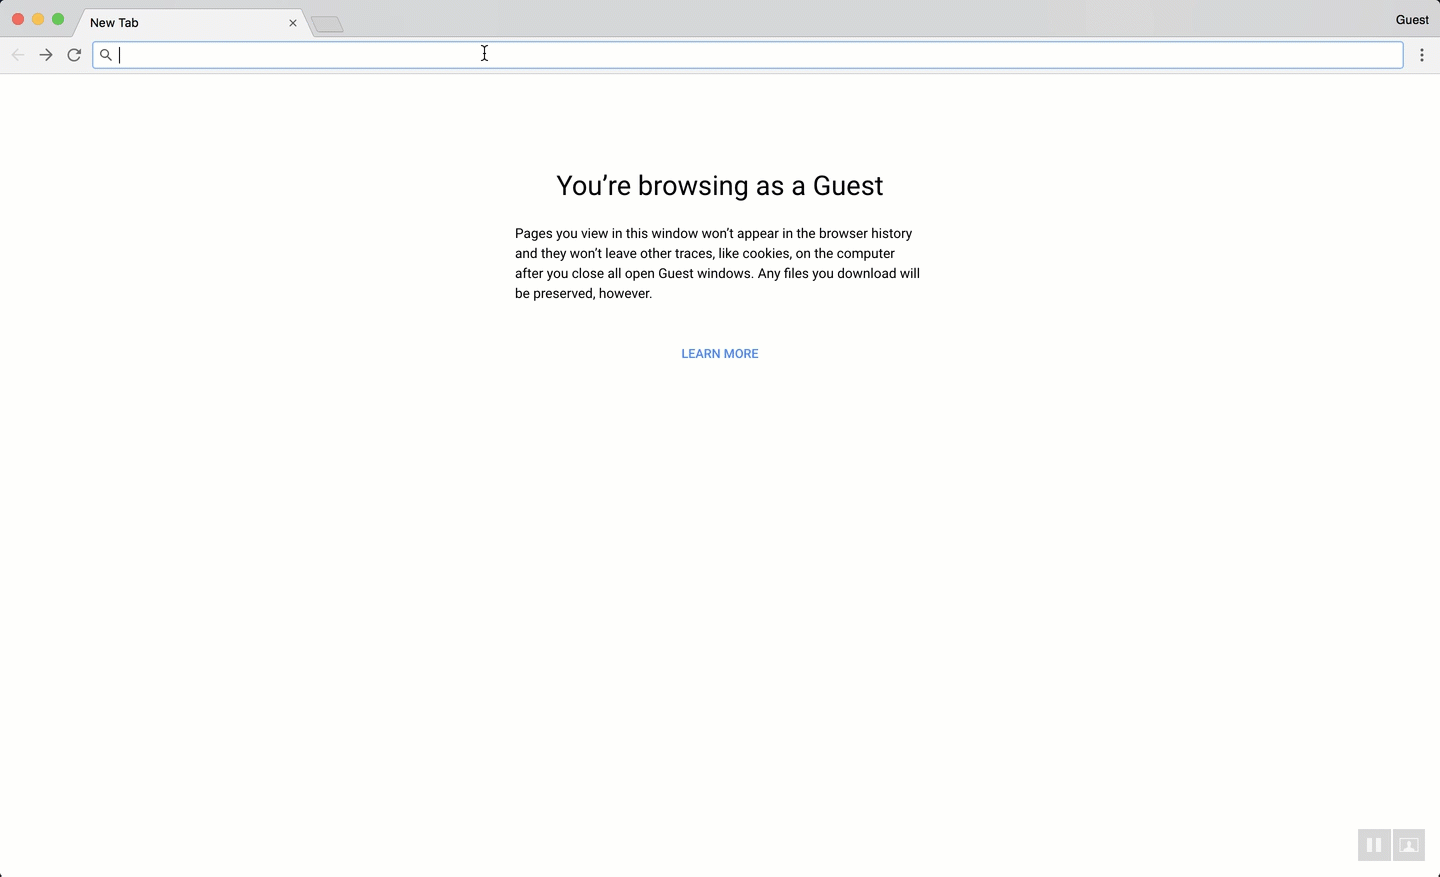 New Tab
Guest
You’re browsing as a Guest
Pages you view in this window won’t appear in the browser history
and they won’t leave other traces, like cookies, on the computer
after you close all open Guest windows. Any files you download will
be preserved, however.
LEARN MORE